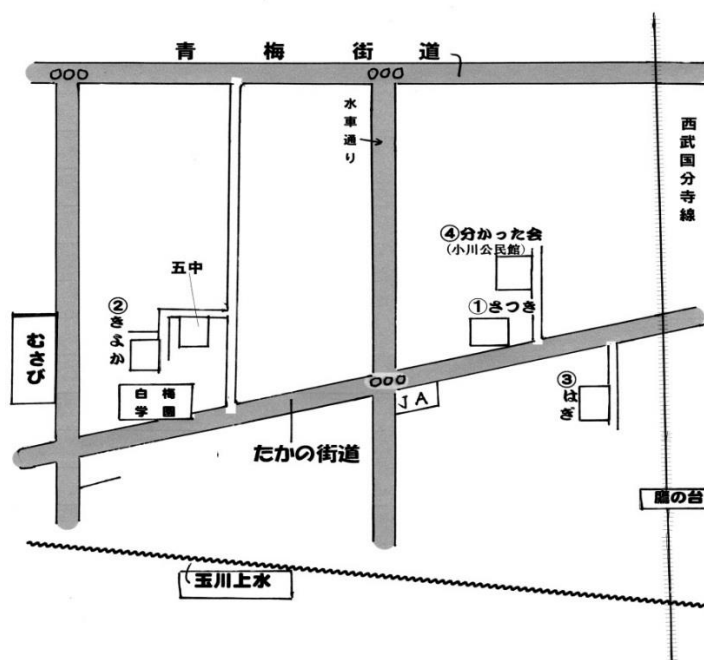 青梅街道
水車通り
西武国分寺線
④分かった会
(小川公民館)
五中
①さつき
②きよか
むさび
白梅
学園
JA
③はぎ
たかの街道
鷹の台
玉川上水